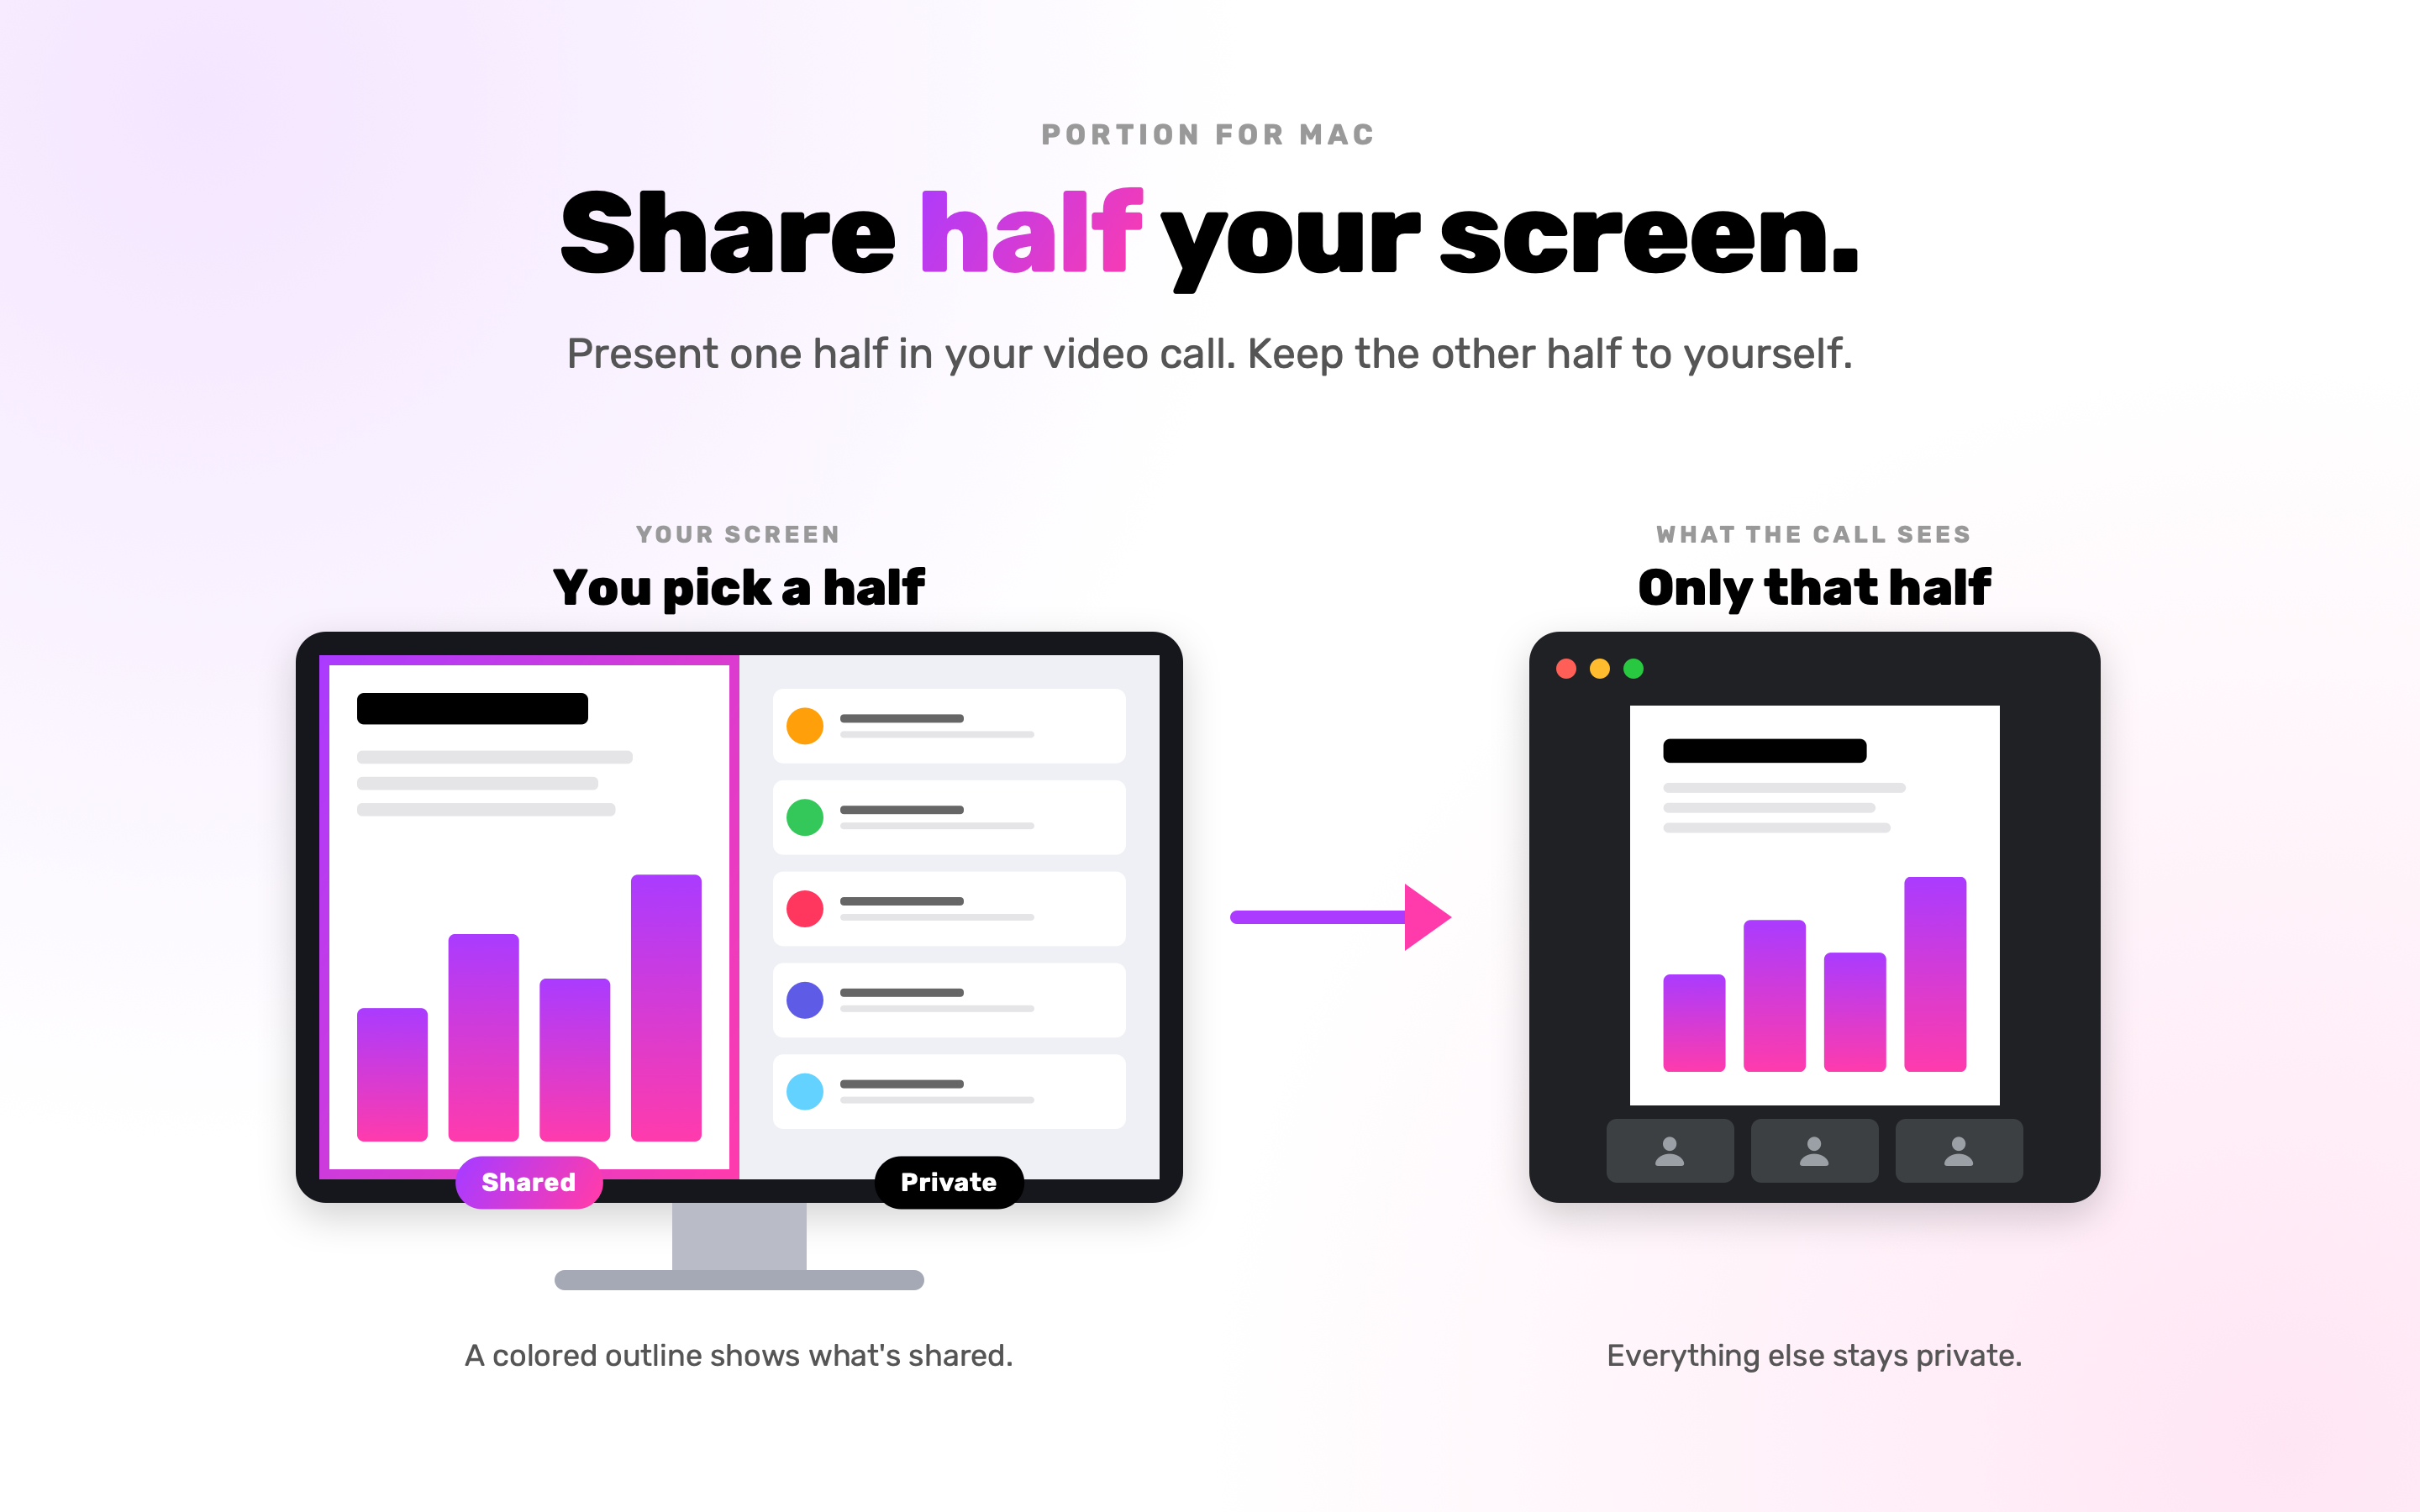 PORTION FOR MAC
Share half your screen.
Present one half in your video call. Keep the other half to yourself.
YOUR SCREEN
You pick a half
Shared
Private
A colored outline shows what's shared.
WHAT THE CALL SEES
Only that half
Everything else stays private.